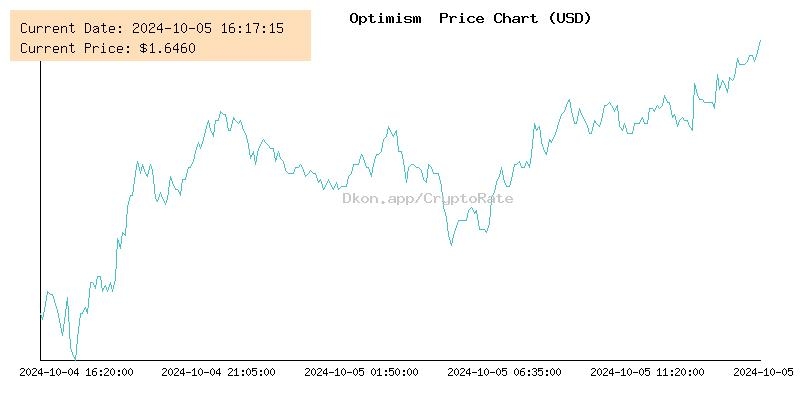 Optimism Price Chart (USD)
Current Date: 2024-10-05 16:17:15
Current Price: $1.6460
Dkon.app/CryptoRate
2024-10-04 16:20:00 2024-10-04 21:05:00 2024-10-05 01:50:00 2024-10-05 06:35:00 2024-10-05 11:20:00 2024-10-05